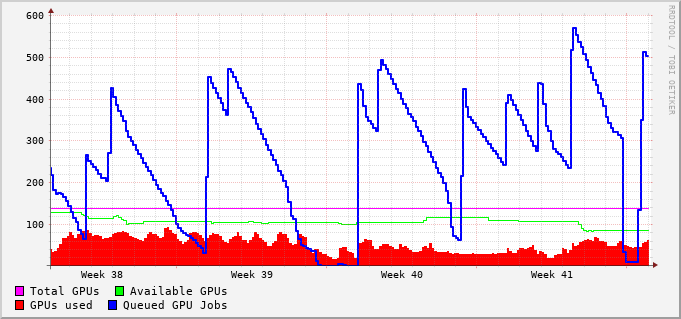 600
500
400
300
200
100
Week 38 Week 39 Week 40 Week 41
Total GPUs Available GPUs
GPUs used Queued GPU Jobs
RRDTOOL / TOBI OETIKER